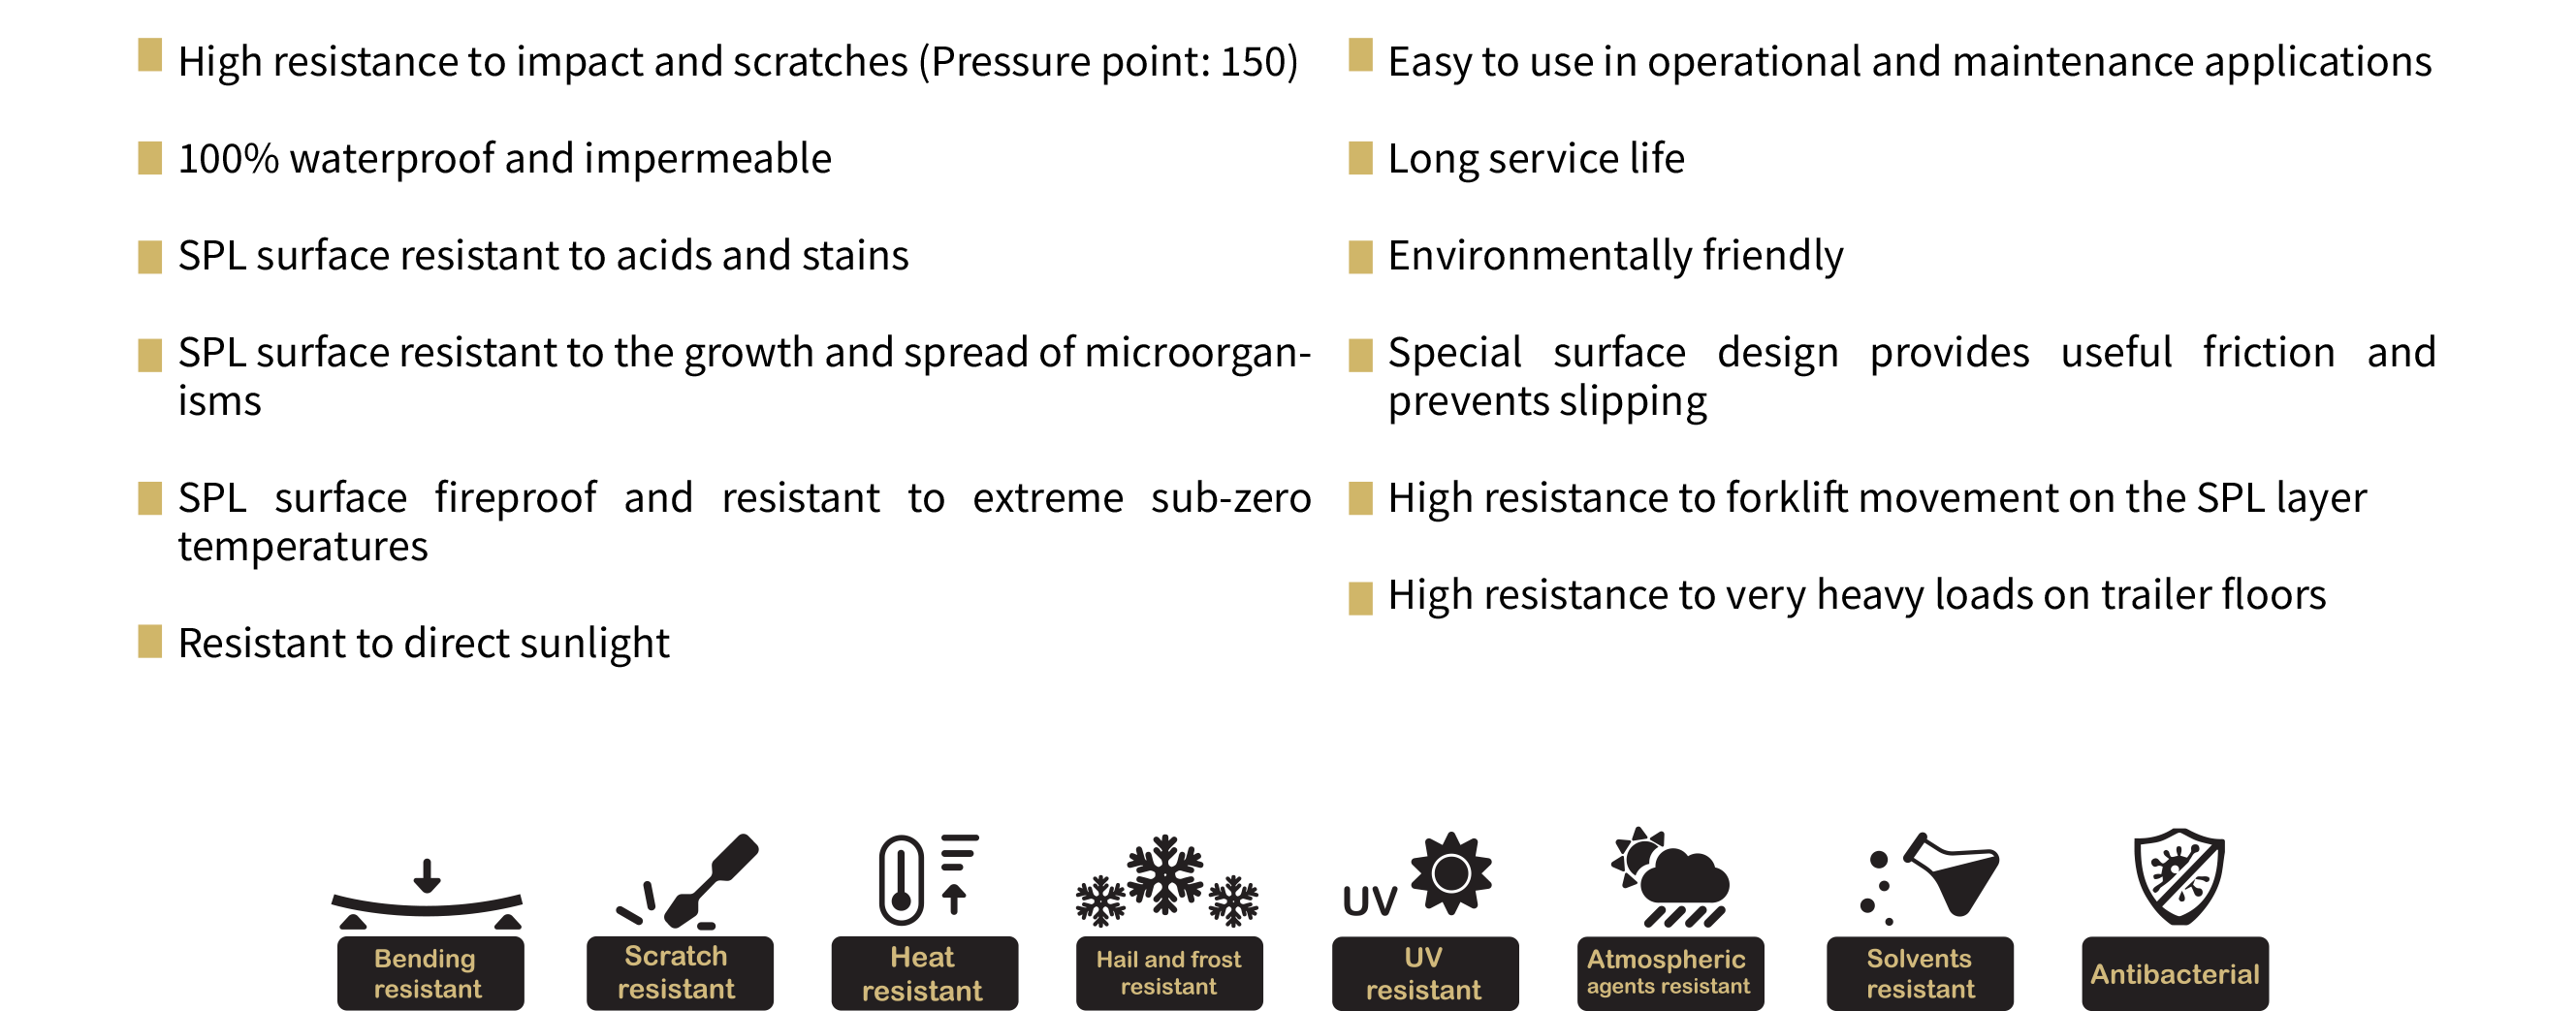 High resistance to impact and scratches (Pressure point: 150)
100% waterproof and impermeable
SPL surface resistant to acids and stains
SPL surface resistant to the growth and spread of microorgan-
isms
SPL surface fireproof and resistant to extreme sub-zero
temperatures
Resistant to direct sunlight
Easy to use in operational and maintenance applications
Long service life
Environmentally friendly
Special surface design provides useful friction and
prevents slipping
High resistance to forklift movement on the SPL layer
High resistance to very heavy loads on trailer floors
Bending
resistant
Scratch
resistant
Heat
resistant
Hail and frost
resistant
UV
UV
resistant
Atmospheric
agents resistant
Solvents
resistant
Antibacterial